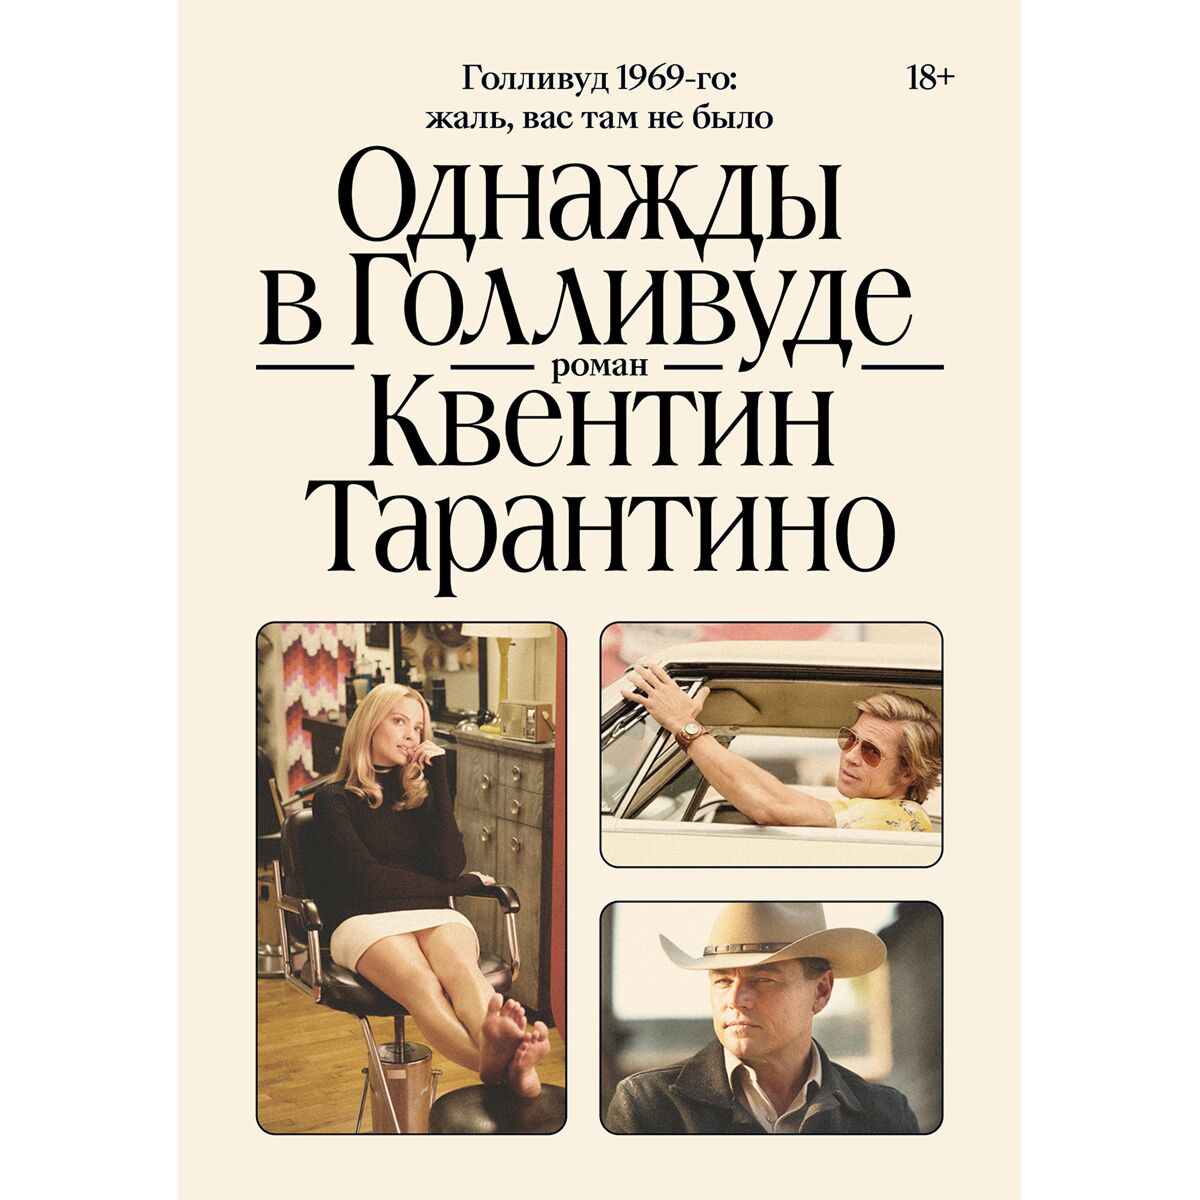 Голливуд 1969-го:
18+
жаль, вас там не было
Однажды
в Голливуде
роман
Квентин
Тарантино